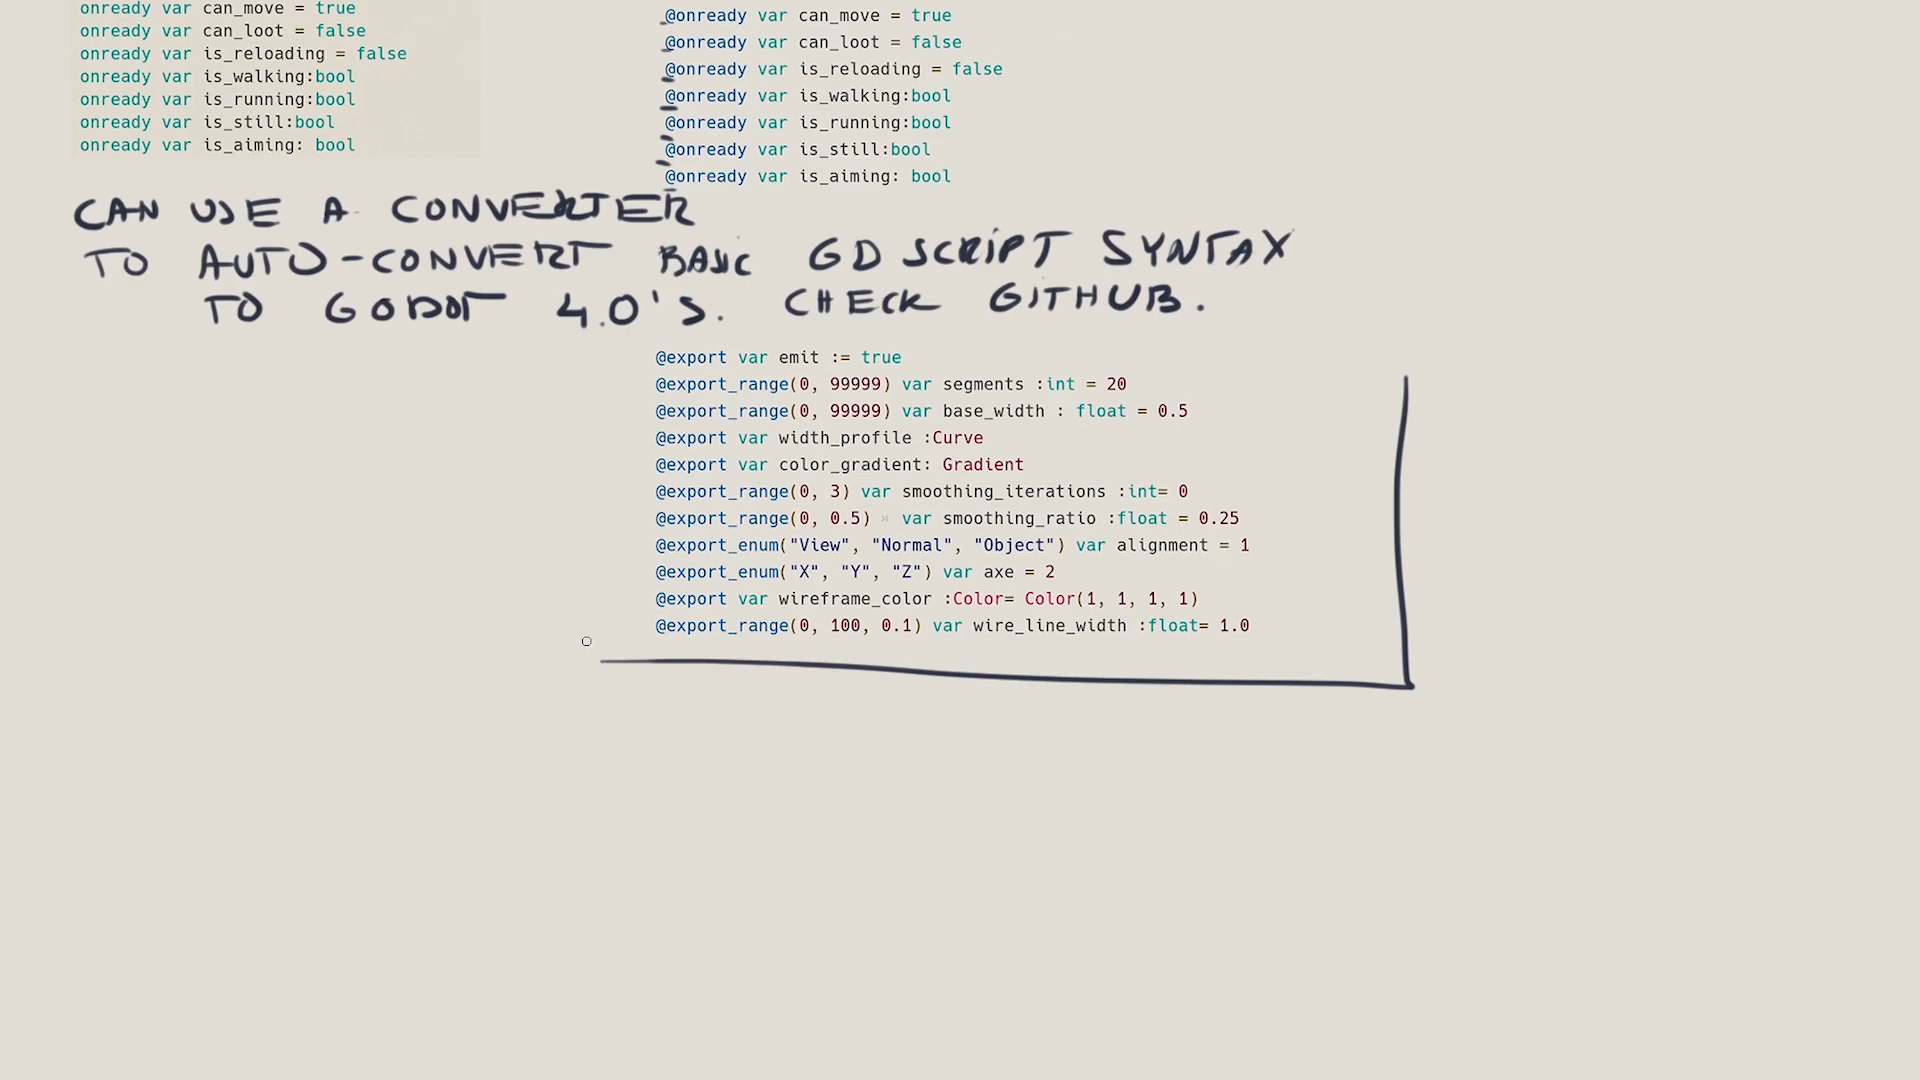 onready var can_move = true
onready var can_loot = false
onready var is_reloading = false
onready var is_walking:bool
onready var is_running:bool
onready var is_still:bool
onready var is_aiming: bool
@onready var can_move = true
@onready var can_loot = false
@onready var is_reloading = false
@onready var is_walking:bool
@onready var is_running:bool
@onready var is_still:bool
@onready var is_aiming: bool
CAN USE A CONVERTER
TO AUTO-CONVERT BASIC GD SCRIPT SYNTAX
TO GODOT 4.0'S. CHECK GITHUB.
@export var emit := true
@export_range(0, 99999) var segments :int = 20
@export_range(0, 99999) var base_width : float = 0.5
@export var width_profile :Curve
@export var color_gradient: Gradient
@export_range(0, 3) var smoothing_iterations :int= 0
@export_range(0, 0.5) var smoothing_ratio :float = 0.25
@export_enum("View", "Normal", "Object") var alignment = 1
@export_enum("X", "Y", "Z") var axe = 2
@export var wireframe_color :Color= Color(1, 1, 1, 1)
@export_range(0, 100, 0.1) var wire_line_width :float= 1.0